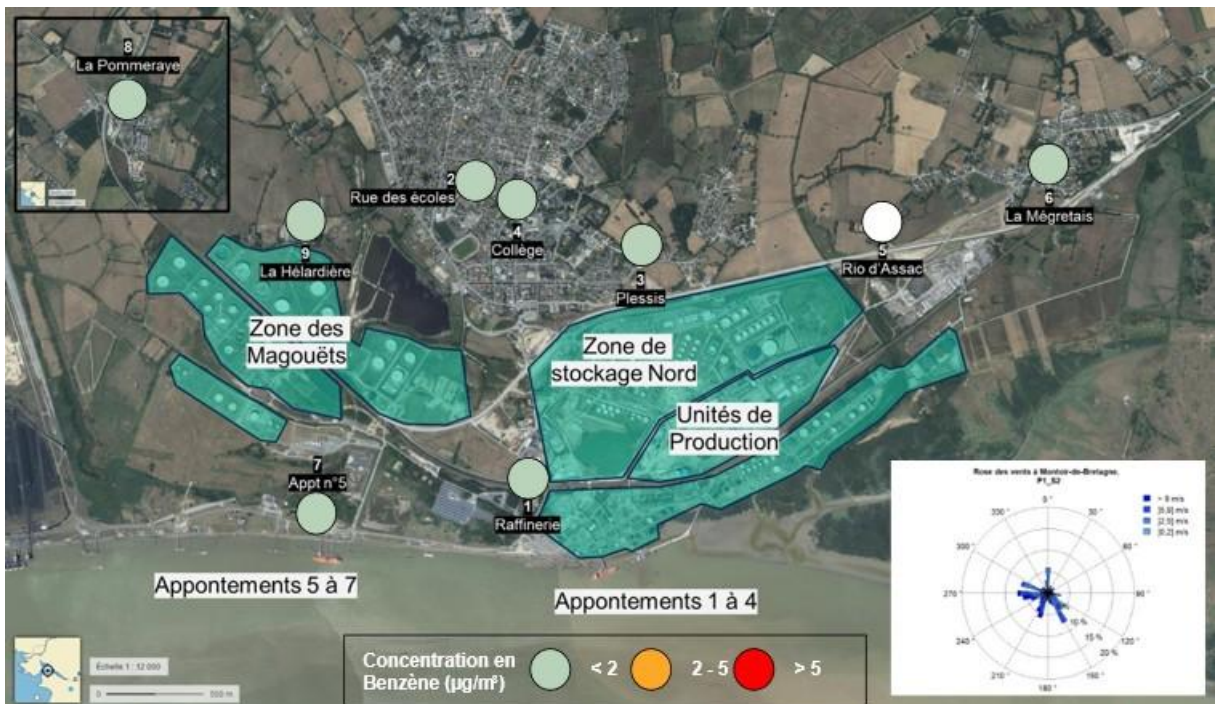 8
La Pommeraye
2
Rue des écoles
4
Collège
6
La Mégretais
9
La Hélardière
3
Plessis
5
Rio d'Assac
Zone des
Magouëts
Zone de
stockage Nord
Unités de
Production
7
Appt n°5
1
Raffinerie
Appontements 5 à 7
Appontements 1 à 4
Rose des vents à Montoir-de-Bretagne.
P1_S2
0 °
30 °
60 °
90 °
120 °
150 °
180 °
210 °
240 °
270 °
300 °
330 °
10 %
15 %
20 %
> 9 m/s
]5,9] m/s
]2,5] m/s
]0,2] m/s
Échelle 1 : 12 000
0
500 m
Concentration en
Benzène (µg/m³)
< 2
2 - 5
> 5